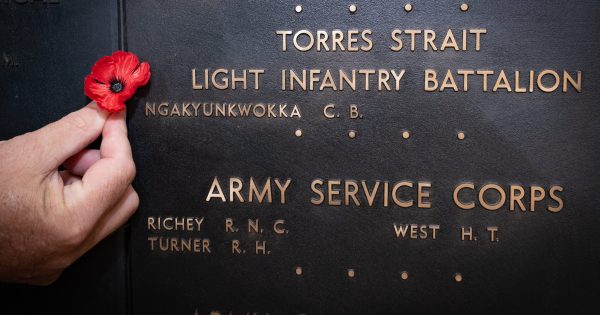 TORRES STRAIT
LIGHT INFANTRY BATTALION
NGAKYUNKWOKKA C. B.
ARMY SERVICE CORPS
RICHEY R. N. C. WEST H. T.
TURNER R. H.